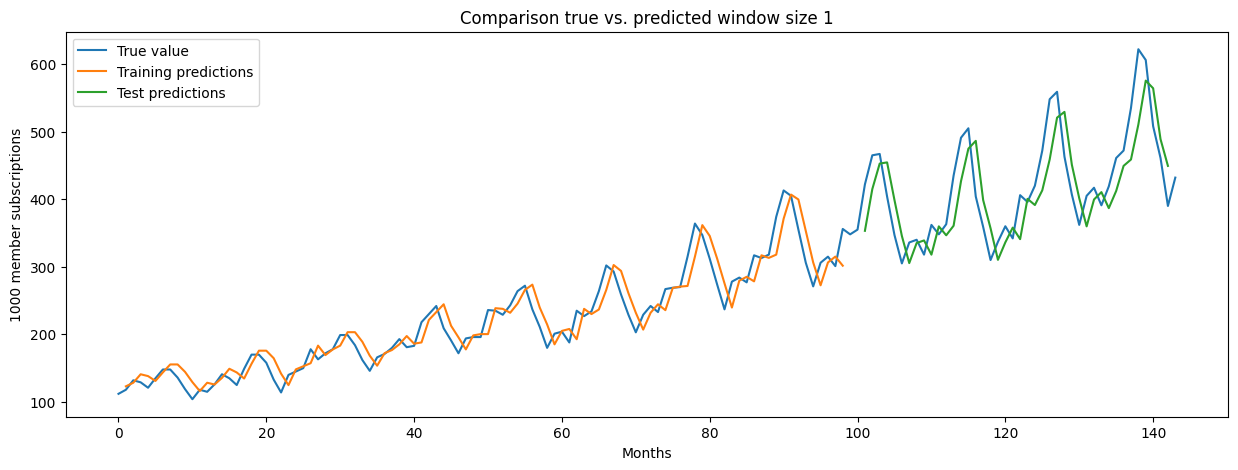 Comparison true vs. predicted window size 1
True value
Training predictions
Test predictions
1000 member subscriptions
600
500
400
300
200
100
0 20 40 60 80 100 120 140
Months